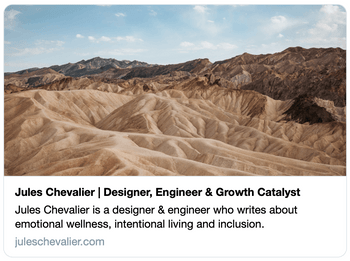 Jules Chevalier | Designer, Engineer & Growth Catalyst
Jules Chevalier is a designer & engineer who writes about
emotional wellness, intentional living and inclusion.
juleschevalier.com